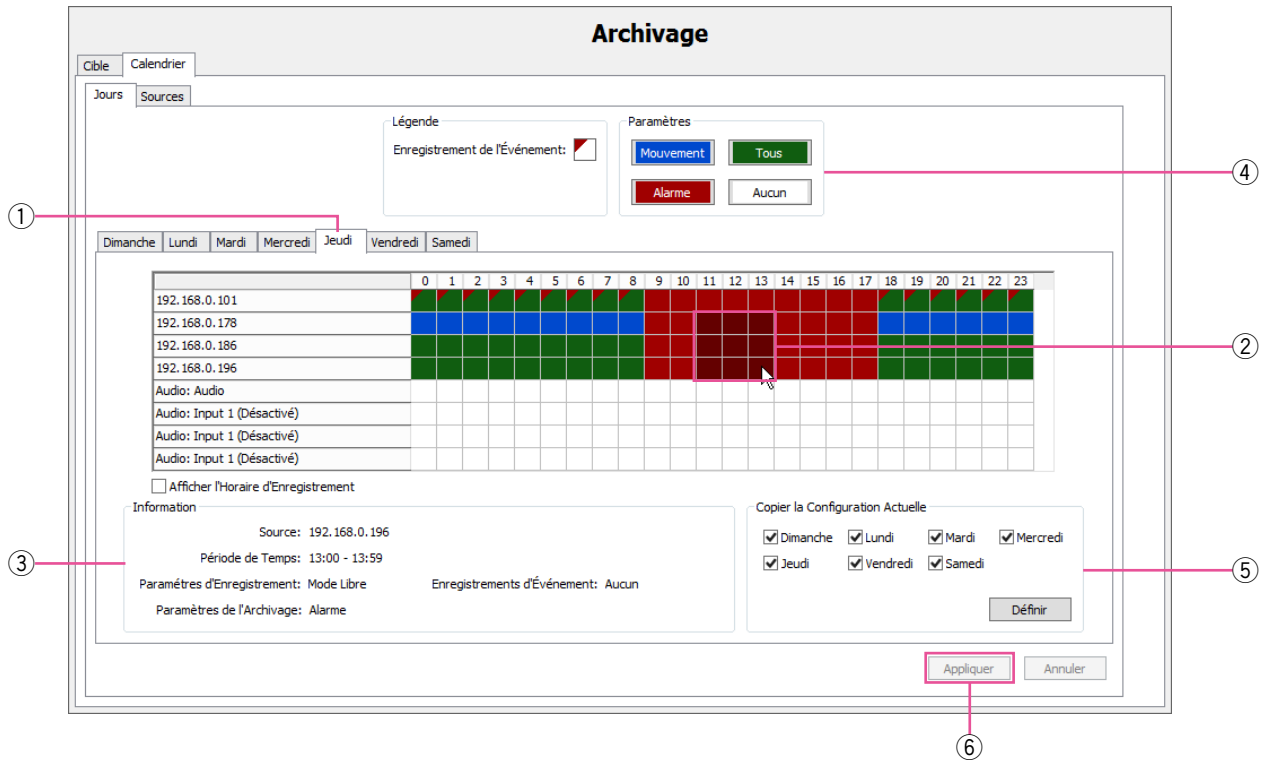 Archivage
Cible Calendrier
Jours Sources
Légende
Enregistrement de l'Événement:
Paramètres
Mouvement Tous
Alarme Aucun
④
①
Dimanche Lundi Mardi Mercredi Jeudi Vendredi Samedi
0 1 2 3 4 5 6 7 8 9 10 11 12 13 14 15 16 17 18 19 20 21 22 23
192.168.0.101
192.168.0.178
192.168.0.186
②
192.168.0.196
Audio: Audio
Audio: Input 1 (Désactivé)
Audio: Input 1 (Désactivé)
Audio: Input 1 (Désactivé)
Afficher l'Horaire d'Enregistrement
Information
Source: 192.168.0.196
③
Période de Temps: 13:00 - 13:59
Paramétres d'Enregistrement: Mode Libre Enregistrements d'Événement: Aucun
Paramètres de l'Archivage: Alarme
Copier la Configuration Actuelle
Dimanche Lundi Mardi Mercredi
Jeudi Vendredi Samedi
⑤
Définir
Appliquer Annuler
⑥